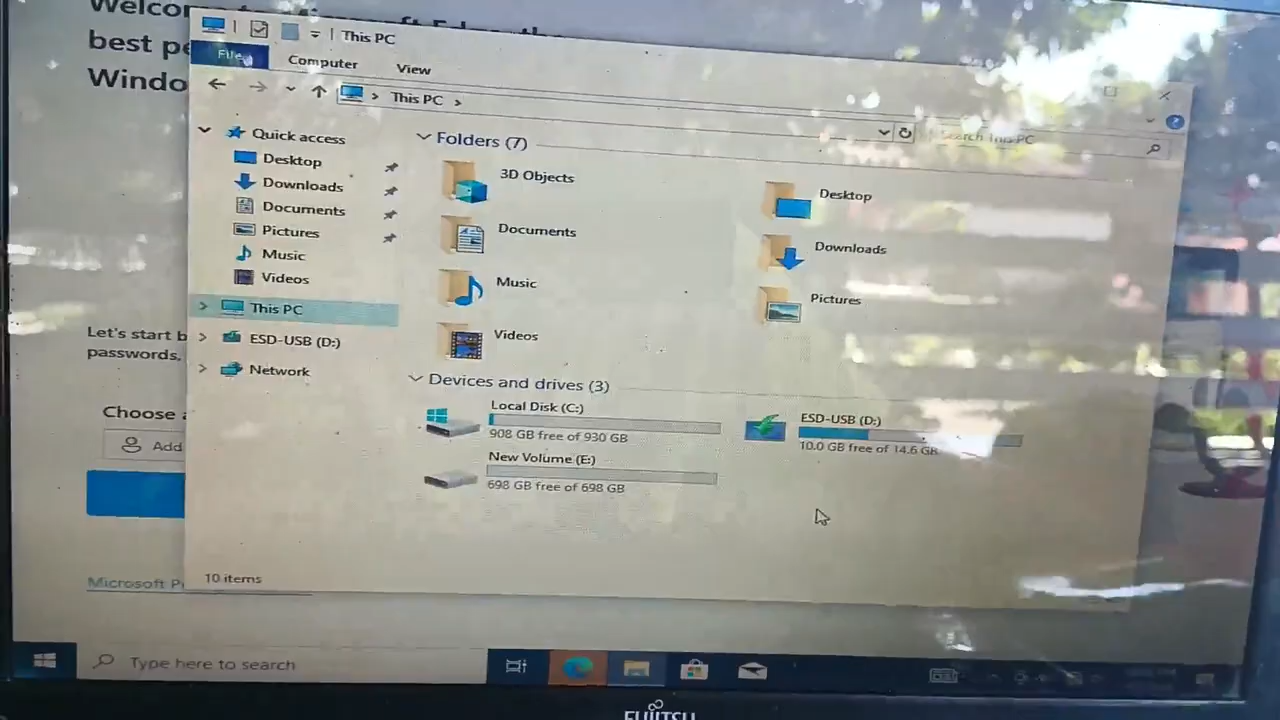 Welco
best pe
Windo
This PC
File
Computer
View
This PC
Search This PC
Quick access
Desktop
Downloads
Documents
Pictures
Music
Videos
This PC
ESD-USB (D:)
Network
Folders (7)
3D Objects
Desktop
Documents
Downloads
Music
Pictures
Videos
Devices and drives (3)
Local Disk (C:)
908 GB free of 930 GB
ESD-USB (D:)
10.0 GB free of 14.6 GB
New Volume (E:)
698 GB free of 698 GB
10 items
Let's start b
passwords,
Choose
Add
Microsoft P
Type here to search
FUJITSU